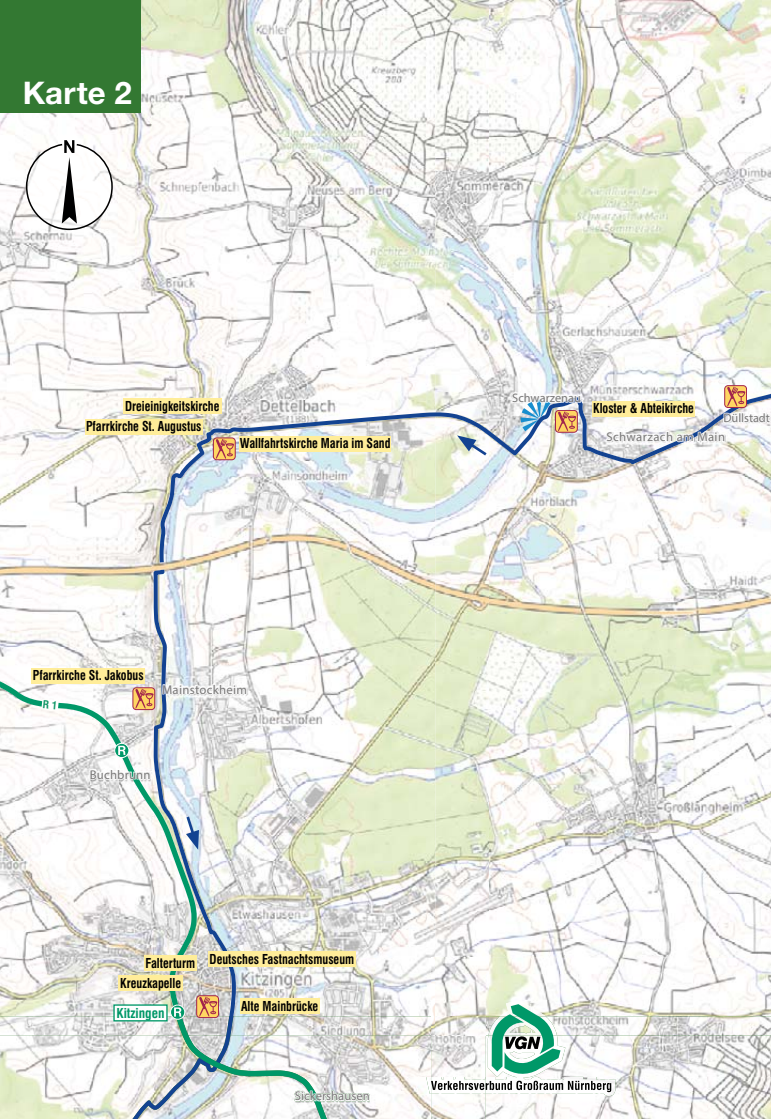 Karte 2
N
Köhler
Kreuzberg
288
Neusetz
Schnepfenbach
Neuses am Berg
Sommerach
Schernau
Brück
Gerlachshausen
Dreieinigkeitskirche
Dettelbach
Schwarzenau
Münsterschwarzach
Pfarrkirche St. Augustus
Kloster & Abteikirche
Düllstadt
Wallfahrtskirche Maria im Sand
Schwarzach am Main
Mainsondheim
Hörblach
Haidt
Pfarrkirche St. Jakobus
Mainstockheim
R 1
Albertshofen
R
Buchbrunn
Großlangheim
Etwashausen
Falterturm
Deutsches Fastnachtsmuseum
Kreuzkapelle
Kitzingen
Alte Mainbrücke
Kitzingen
R
Siedlung
Hoheim
Fröhstockheim
Rödelsee
VGN
Verkehrsverbund Großraum Nürnberg
Sickershausen